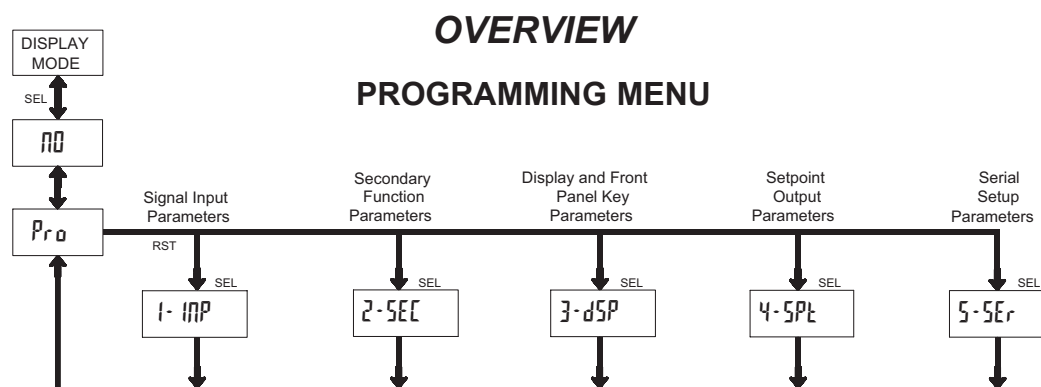 OVERVIEW
DISPLAY
MODE
PROGRAMMING MENU
SEL
NO
Signal Input
Parameters
Secondary
Function
Parameters
Display and Front
Panel Key
Parameters
Setpoint
Output
Parameters
Serial
Setup
Parameters
Pro
RST
SEL
SEL
SEL
SEL
SEL
1-INP
2-SEC
3-dSP
4-SPt
5-SEr